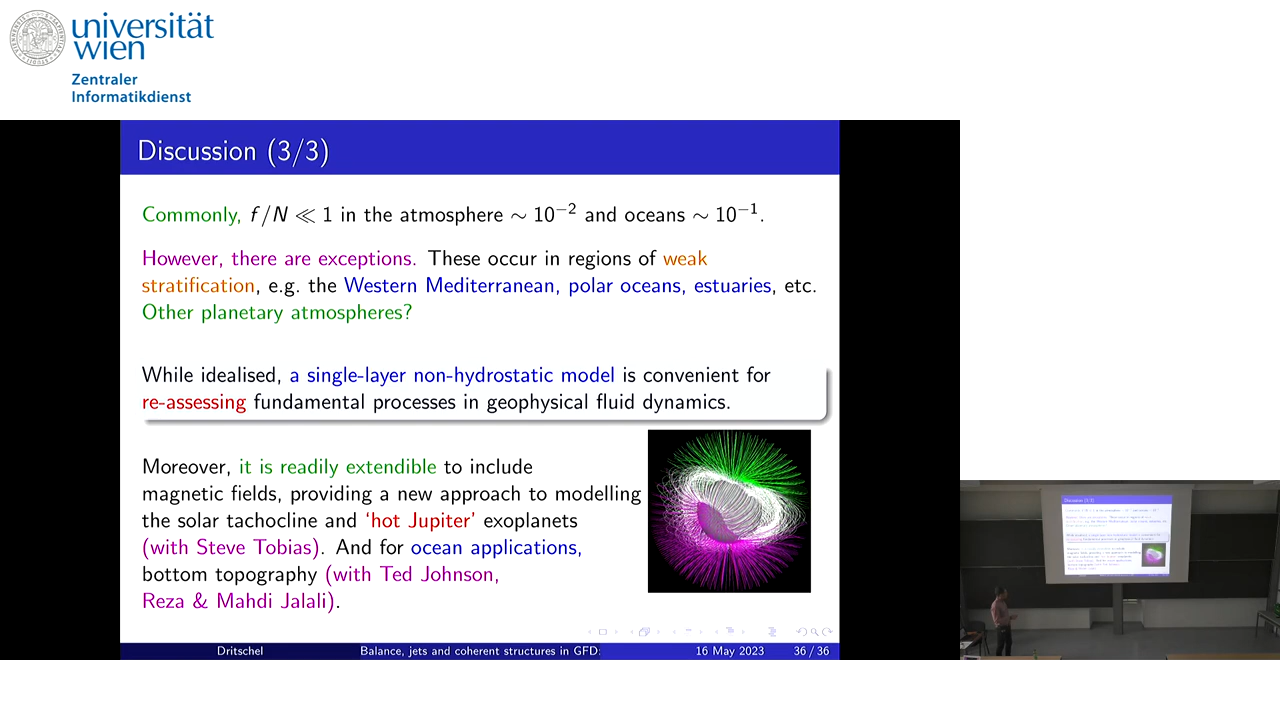 universität
wien
Zentraler
Informatikdienst
Discussion (3/3)
Commonly, f/N ≪ 1 in the atmosphere ∼ 10⁻² and oceans ∼ 10⁻¹.
However, there are exceptions. These occur in regions of weak
stratification, e.g. the Western Mediterranean, polar oceans, estuaries, etc.
Other planetary atmospheres?
While idealised, a single-layer non-hydrostatic model is convenient for
re-assessing fundamental processes in geophysical fluid dynamics.
Moreover, it is readily extendible to include
magnetic fields, providing a new approach to modelling
the solar tachocline and ‘hot Jupiter’ exoplanets
(with Steve Tobias). And for ocean applications,
bottom topography (with Ted Johnson,
Reza & Mahdi Jalali).
Dritschel Balance, jets and coherent structures in GFD: 16 May 2023 36 / 36
Discussion (3/3)